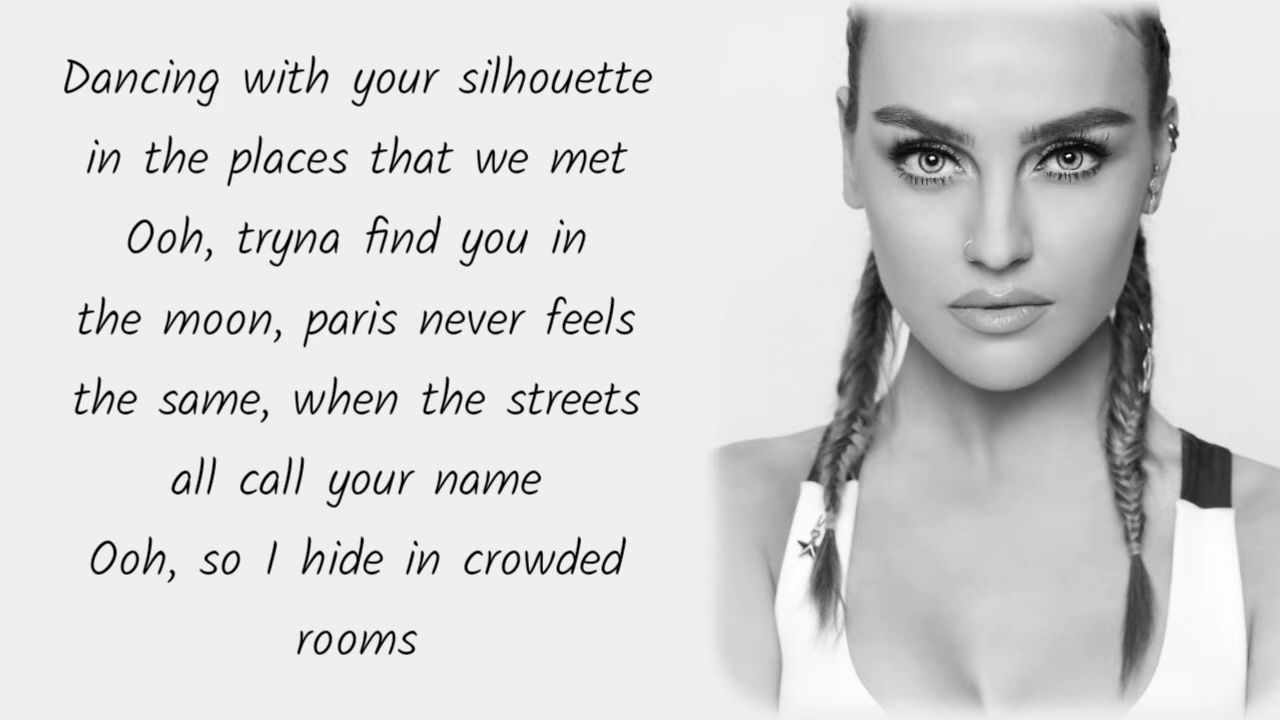 Dancing with your silhouette
in the places that we met
Ooh, tryna find you in
the moon, paris never feels
the same, when the streets
all call your name
Ooh, so I hide in crowded
rooms